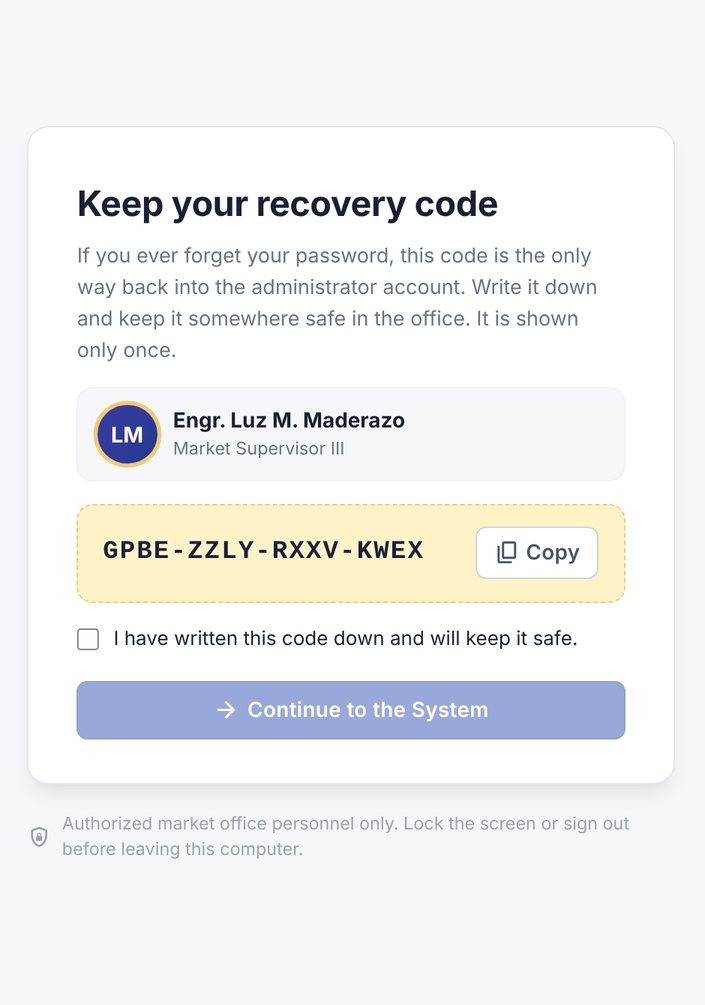 Keep your recovery code
If you ever forget your password, this code is the only
way back into the administrator account. Write it down
and keep it somewhere safe in the office. It is shown
only once.
LM
Engr. Luz M. Maderazo
Market Supervisor III
GPBE-ZZLY-RXXV-KWEX
Copy
I have written this code down and will keep it safe.
Continue to the System
Authorized market office personnel only. Lock the screen or sign out
before leaving this computer.